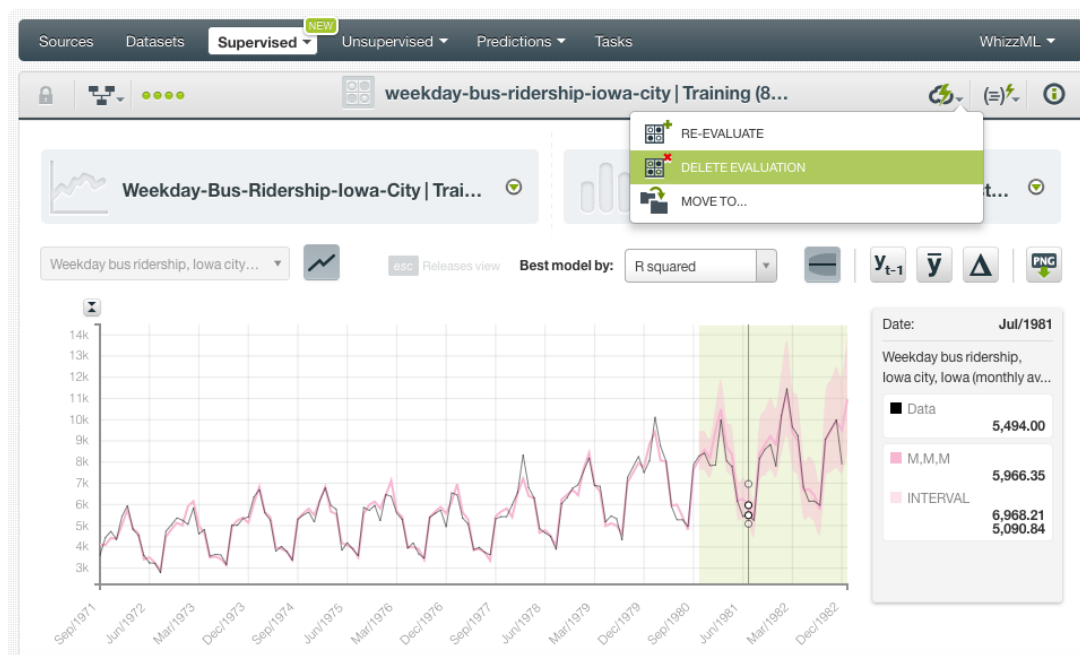 NEW
Sources Datasets Supervised Unsupervised Predictions Tasks WhizzML
weekday-bus-ridership-iowa-city | Training (8...
RE-EVALUATE
DELETE EVALUATION
MOVE TO...
Weekday-Bus-Ridership-Iowa-City | Trai... t...
Weekday bus ridership, Iowa city... esc Releases view Best model by: R squared yt-1 y Δ PNG
14k
13k
12k
11k
10k
9k
8k
7k
6k
5k
4k
3k
Sep/1971 Jun/1972 Mar/1973 Dec/1973 Sep/1974 Jun/1975 Mar/1976 Dec/1976 Sep/1977 Jun/1978 Mar/1979 Dec/1979 Sep/1980 Jun/1981 Mar/1982 Dec/1982
Date: Jul/1981
Weekday bus ridership,
Iowa city, Iowa (monthly av...
Data
5,494.00
M,M,M
5,966.35
INTERVAL
6,968.21
5,090.84